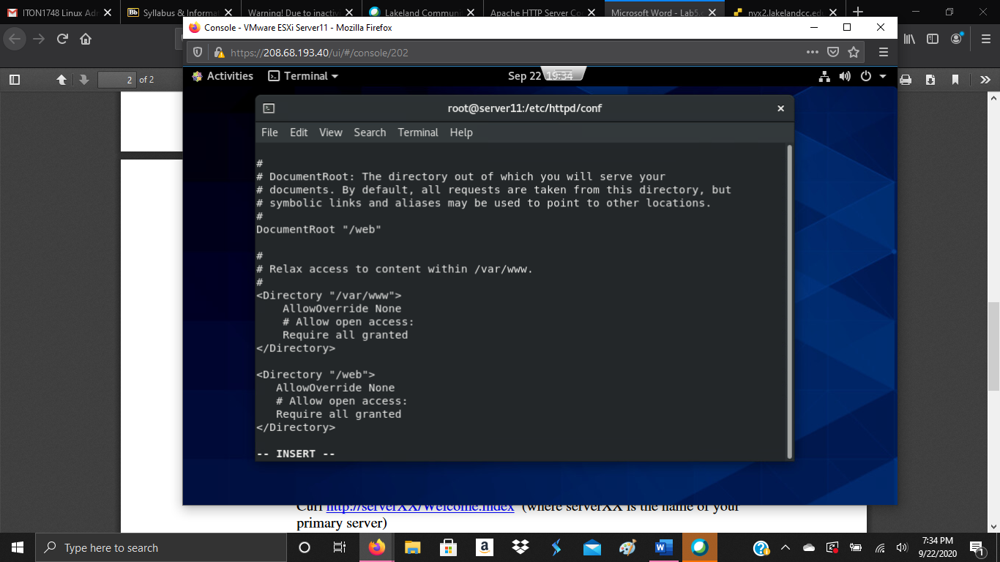 ITON1748 Linux Adr
Syllabus & Informat
Warning! Due to inactiv
Lakeland Communi
Apache HTTP Server Co
Microsoft Word - Lab5.c
nyx2.lakelandcc.edu
Console - VMware ESXi Server11 - Mozilla Firefox
https://208.68.193.40/ui/#/console/202
2 of 2
Activities
Terminal
Sep 22 19:34
root@server11:/etc/httpd/conf
File Edit View Search Terminal Help
#
# DocumentRoot: The directory out of which you will serve your
# documents. By default, all requests are taken from this directory, but
# symbolic links and aliases may be used to point to other locations.
#
DocumentRoot "/web"
#
# Relax access to content within /var/www.
#
<Directory "/var/www">
AllowOverride None
# Allow open access:
Require all granted
</Directory>
<Directory "/web">
AllowOverride None
# Allow open access:
Require all granted
</Directory>
-- INSERT --
Curl http://serverXX/Welcome.index (where serverXX is the name of your
primary server)
Type here to search
7:34 PM
9/22/2020
1